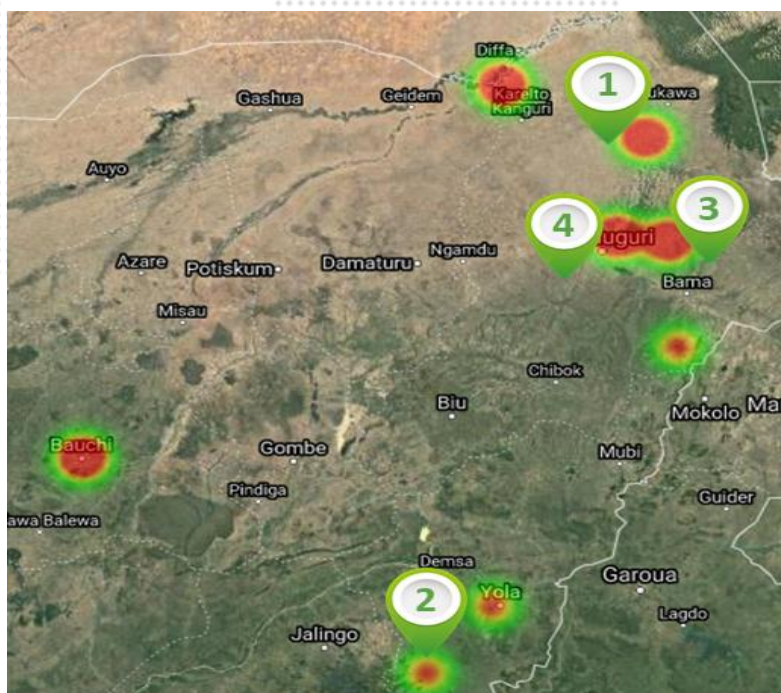 Diffa
1
Gashua
Geidem
Karelto
ukawa
Kanguri
Auyo
4
3
uguri
Ngamdu
Azare
Potiskum
Damaturu
Bama
Misau
Chibok
Biu
Mokolo
Ma
Bauchi
Gombe
Mubi
Pindiga
Guider
awa Balewa
Demsa
2
Yola
Garoua
Lagdo
Jalingo